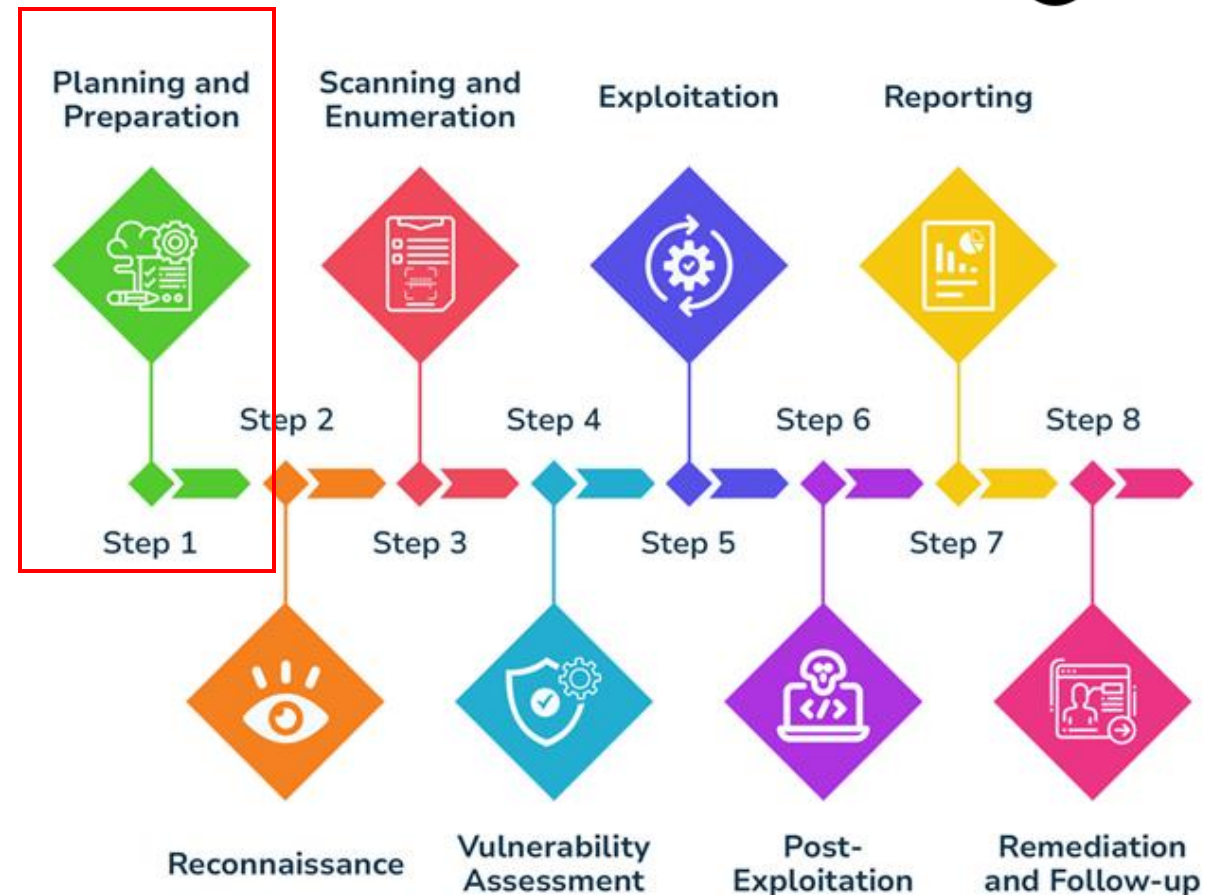 Planning and
Preparation
Scanning and
Enumeration
Exploitation
Reporting
Step 2
Step 4
Step 6
Step 8
Step 1
Step 3
Step 5
Step 7
Reconnaissance
Vulnerability
Assessment
Post-
Exploitation
Remediation
and Follow-up